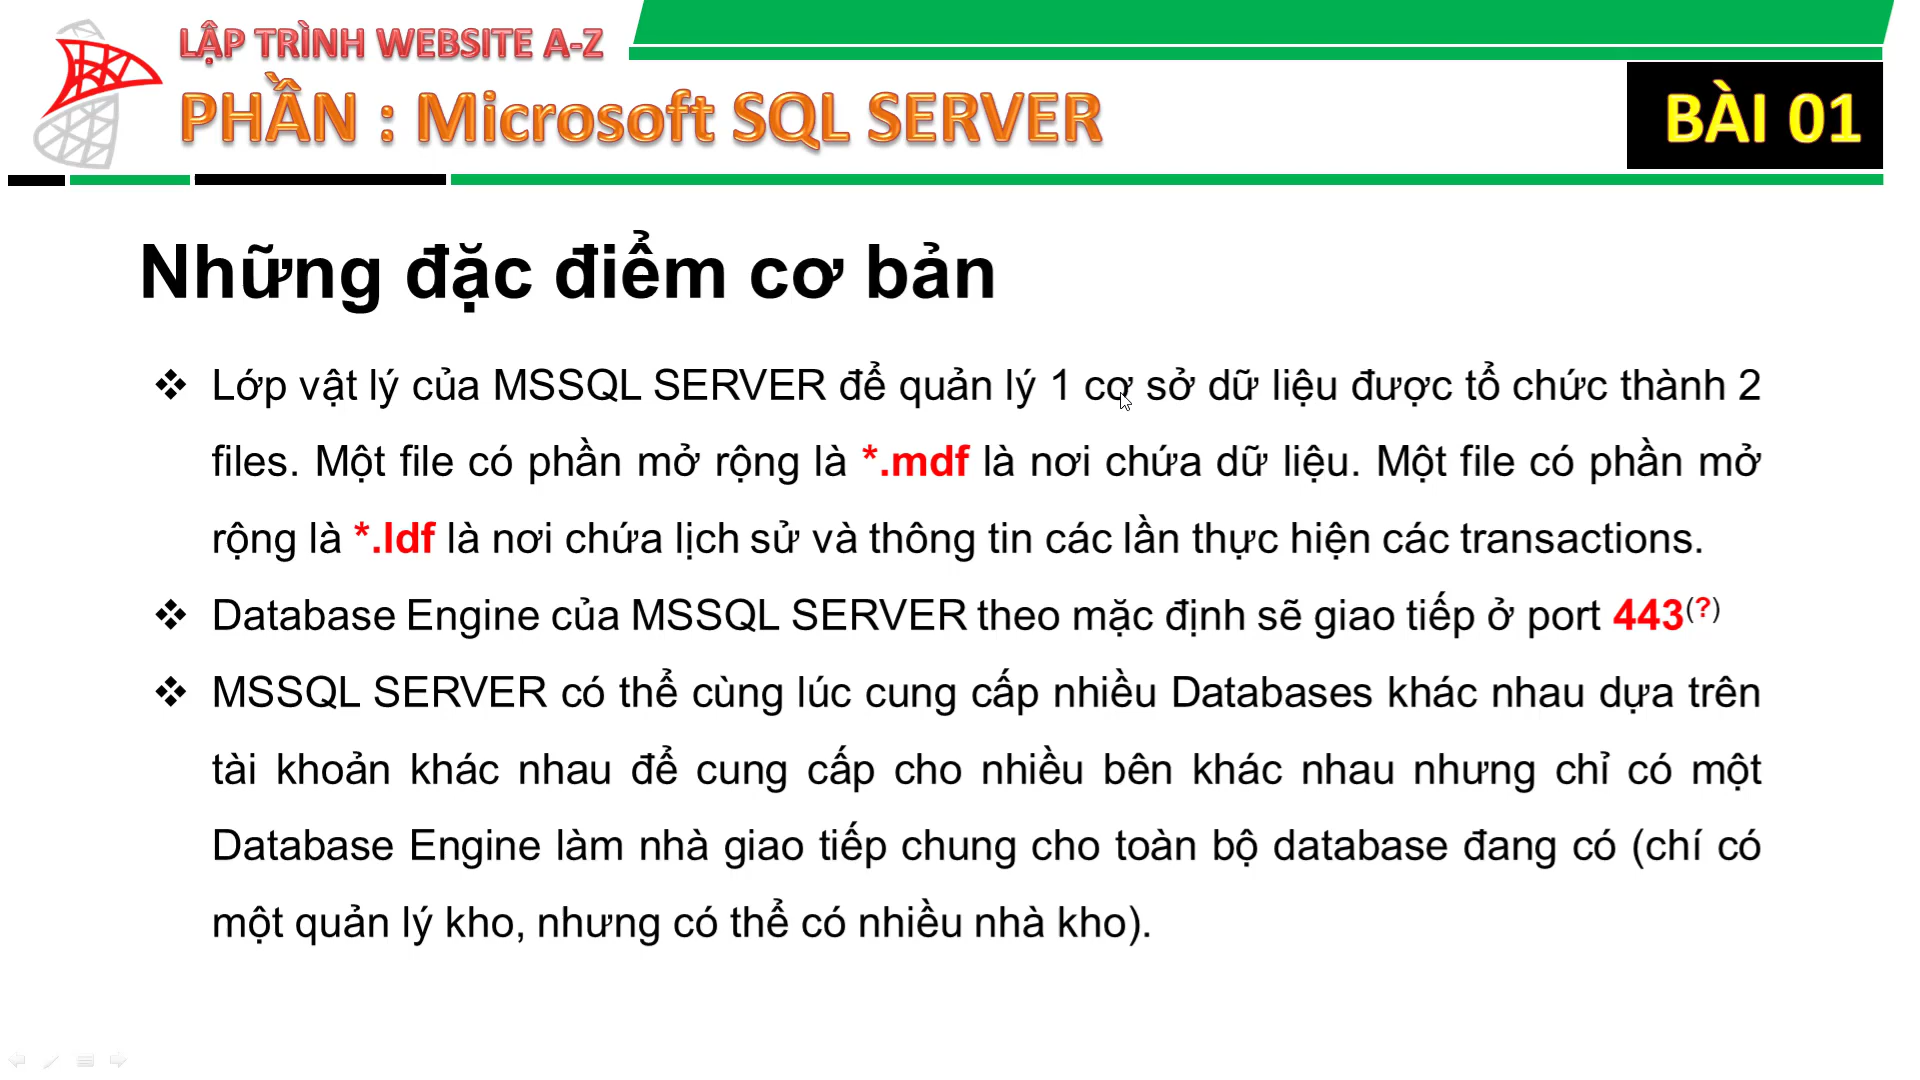 LẬP TRÌNH WEBSITE A-Z
PHẦN : Microsoft SQL SERVER
BÀI 01
Những đặc điểm cơ bản
❖ Lớp vật lý của MSSQL SERVER để quản lý 1 cơ sở dữ liệu được tổ chức thành 2
files. Một file có phần mở rộng là *.mdf là nơi chứa dữ liệu. Một file có phần mở
rộng là *.ldf là nơi chứa lịch sử và thông tin các lần thực hiện các transactions.
❖ Database Engine của MSSQL SERVER theo mặc định sẽ giao tiếp ở port 443(?)
❖ MSSQL SERVER có thể cùng lúc cung cấp nhiều Databases khác nhau dựa trên
tài khoản khác nhau để cung cấp cho nhiều bên khác nhau nhưng chỉ có một
Database Engine làm nhà giao tiếp chung cho toàn bộ database đang có (chí có
một quản lý kho, nhưng có thể có nhiều nhà kho).